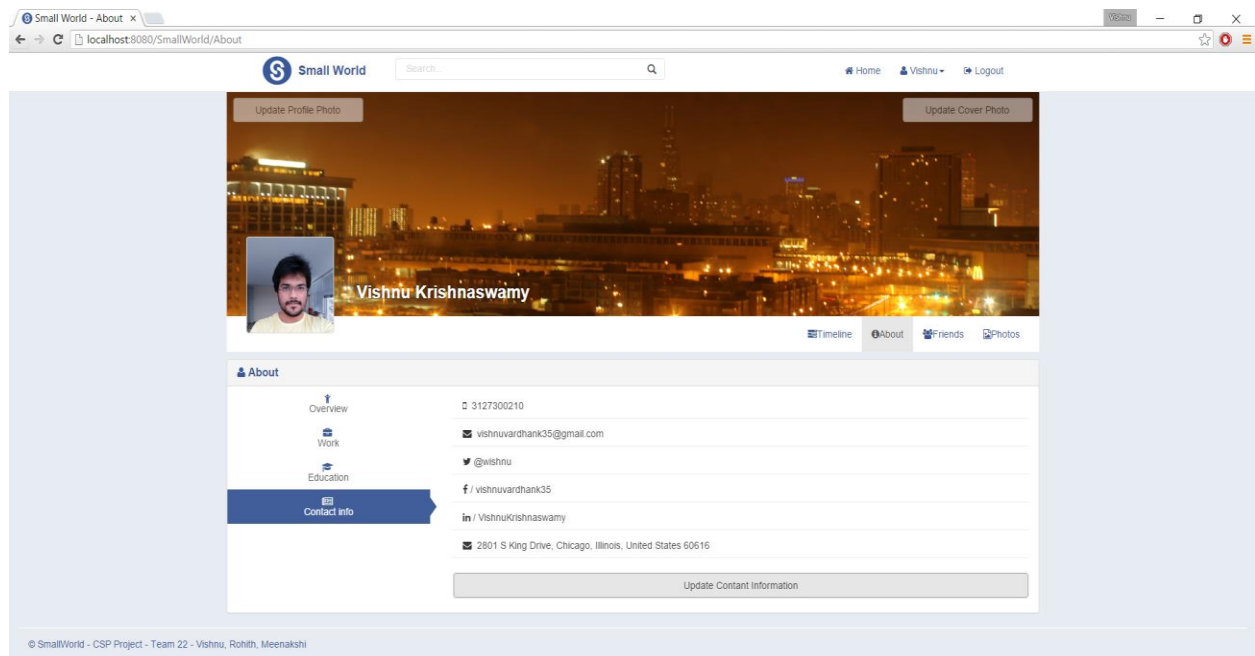 Small World - About
Vishnu
localhost:8080/SmallWorld/About
S Small World
Search...
Home Vishnu Logout
Update Profile Photo
Update Cover Photo
Vishnu Krishnaswamy
Timeline About Friends Photos
About
Overview
Work
Education
Contact info
3127300210
vishnuvardhank35@gmail.com
@wishnu
f / vishnuvardhank35
in / VishnuKrishnaswamy
2801 S King Drive, Chicago, Illinois, United States 60616
Update Contant Information
© SmallWorld - CSP Project - Team 22 - Vishnu, Rohith, Meenakshi